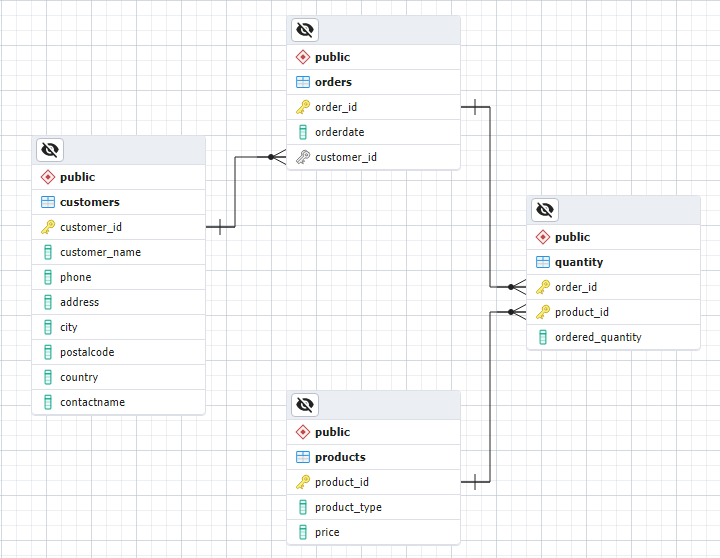 public
orders
order_id
orderdate
customer_id
public
customers
customer_id
customer_name
phone
address
city
postalcode
country
contactname
public
quantity
order_id
product_id
ordered_quantity
public
products
product_id
product_type
price